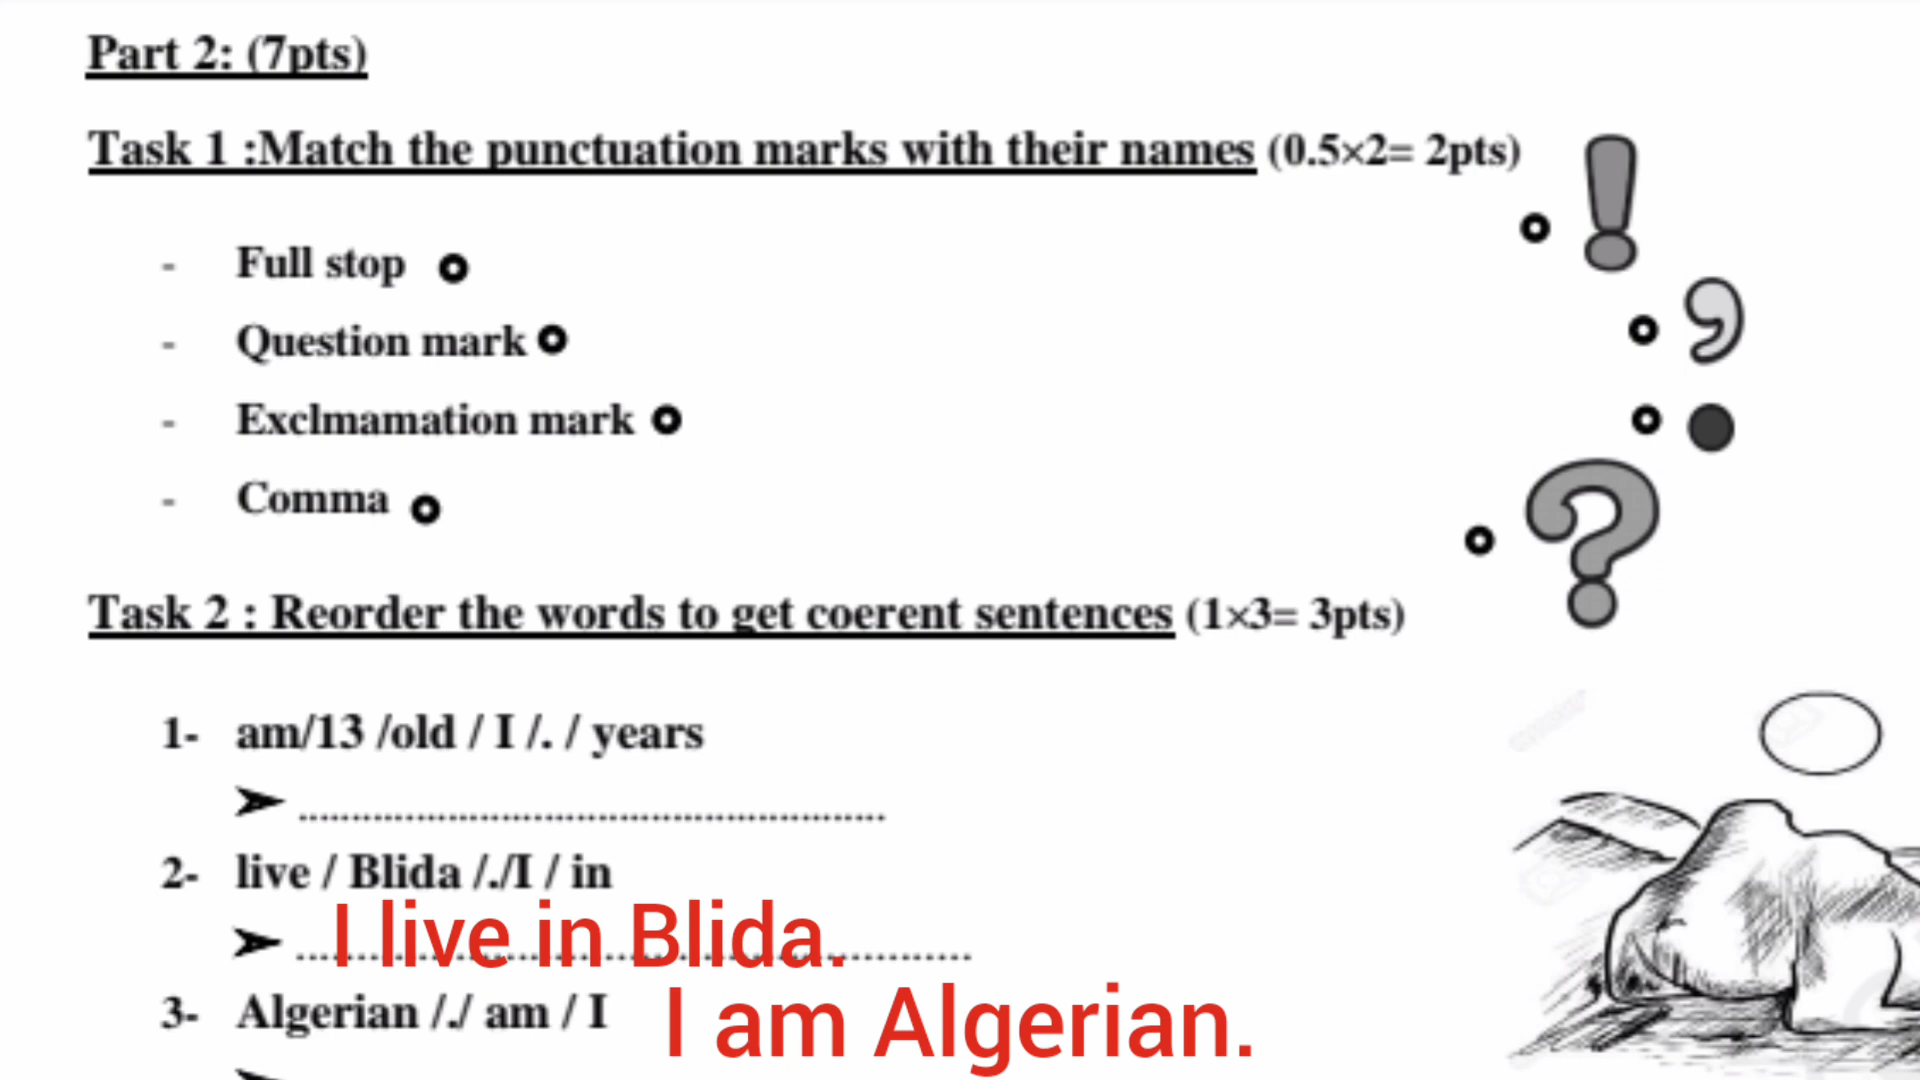 Part 2: (7pts)
Task 1 :Match the punctuation marks with their names (0.5×2= 2pts)
- Full stop
- Question mark
- Exclmamation mark
- Comma
!
,
.
?
Task 2 : Reorder the words to get coerent sentences (1×3= 3pts)
1- am/13 /old / I /. / years
➤ ..........................................................
2- live / Blida /./I / in
➤ I live in Blida.
3- Algerian /./ am / I I am Algerian.